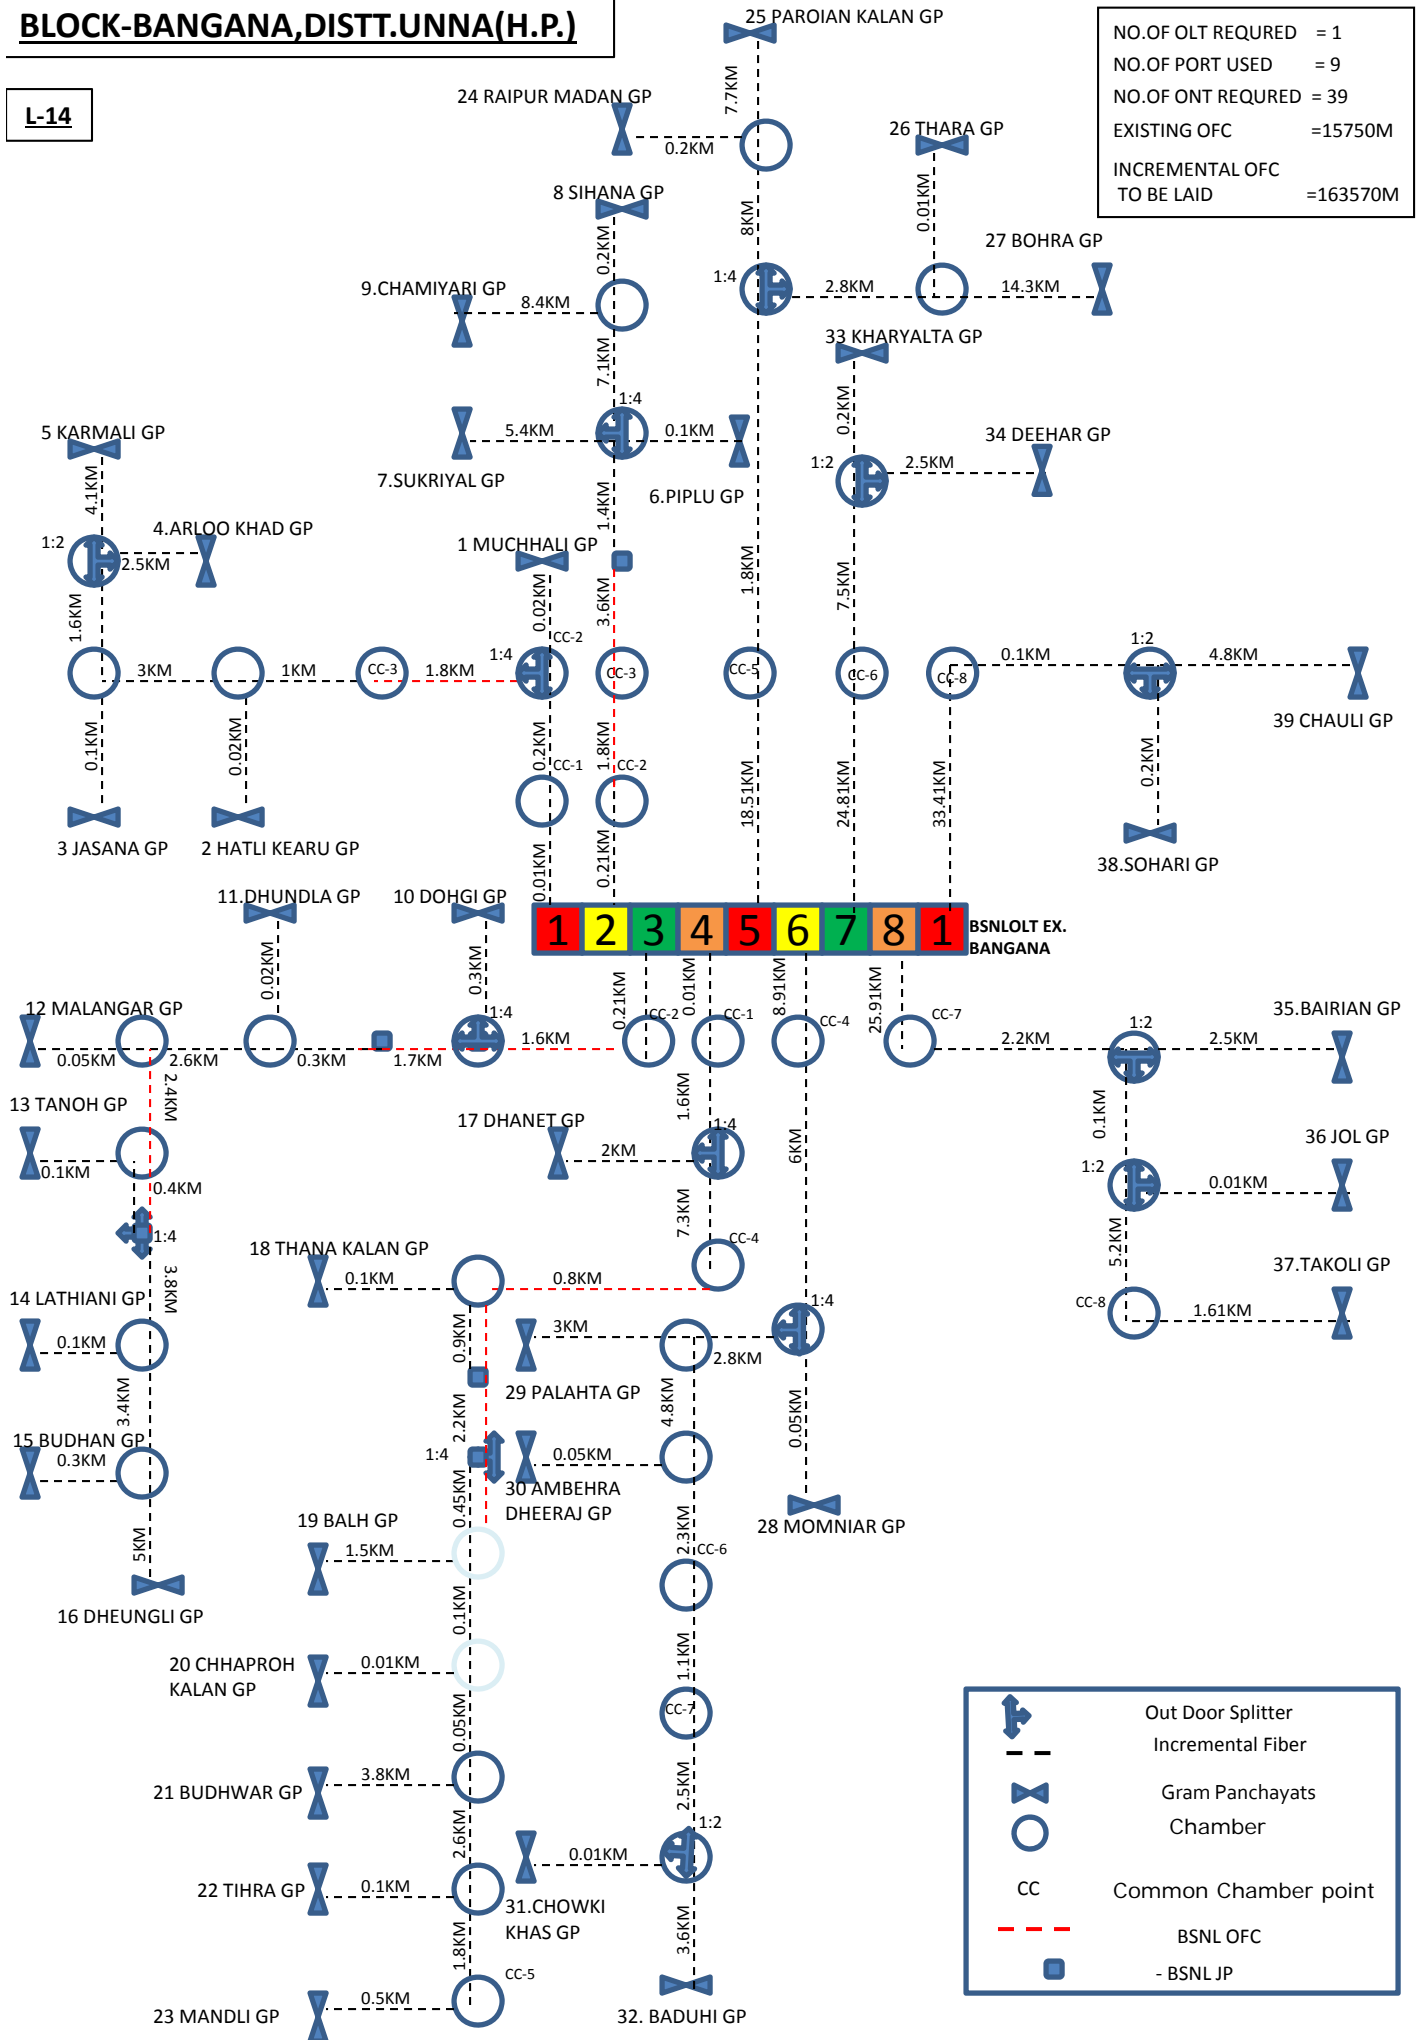 BLOCK-BANGANA,DISTT.UNNA(H.P.)
L-14
NO.OF OLT REQURED = 1
NO.OF PORT USED = 9
NO.OF ONT REQURED = 39
EXISTING OFC =15750M
INCREMENTAL OFC
TO BE LAID =163570M
25 PAROIAN KALAN GP
7.7KM
24 RAIPUR MADAN GP
0.2KM
26 THARA GP
0.01KM
8KM
8 SIHANA GP
0.2KM
27 BOHRA GP
1:4
2.8KM
14.3KM
9.CHAMIYARI GP
8.4KM
7.1KM
33 KHARYALTA GP
0.2KM
1:4
5.4KM
0.1KM
7.SUKRIYAL GP
6.PIPLU GP
1.4KM
34 DEEHAR GP
1:2
2.5KM
5 KARMALI GP
4.1KM
4.ARLOO KHAD GP
1:2
2.5KM
1.6KM
1 MUCHHALI GP
0.02KM
3.6KM
1.8KM
7.5KM
CC-2
1:4
3KM
1KM
CC-3
1.8KM
CC-3
CC-5
CC-6
CC-8
0.1KM
1:2
4.8KM
39 CHAULI GP
0.1KM
0.02KM
0.2KM
CC-1
1.8KM
CC-2
18.51KM
24.81KM
33.41KM
0.2KM
3 JASANA GP
2 HATLI KEARU GP
0.01KM
0.21KM
38.SOHARI GP
11.DHUNDLA GP
10 DOHGI GP
1 2 3 4 5 6 7 8 1
BSNLOLT EX.
BANGANA
0.02KM
0.3KM
0.21KM
0.01KM
8.91KM
25.91KM
12 MALANGAR GP
1:4
CC-2
CC-1
CC-4
CC-7
35.BAIRIAN GP
1:2
0.05KM
2.6KM
0.3KM
1.7KM
1.6KM
2.2KM
2.5KM
2.4KM
1.6KM
6KM
0.1KM
13 TANOH GP
0.1KM
0.4KM
1:4
17 DHANET GP
1:4
2KM
7.3KM
CC-4
36 JOL GP
1:2
0.01KM
5.2KM
18 THANA KALAN GP
0.1KM
0.8KM
3.8KM
37.TAKOLI GP
CC-8
1.61KM
14 LATHIANI GP
0.1KM
3.4KM
0.9KM
1:4
3KM
2.8KM
29 PALAHTA GP
4.8KM
0.05KM
2.2KM
15 BUDHAN GP
0.3KM
1:4
0.05KM
30 AMBEHRA
DHEERAJ GP
0.45KM
28 MOMNIAR GP
19 BALH GP
1.5KM
2.3KM
CC-6
5KM
16 DHEUNGLI GP
0.1KM
20 CHHAPROH
KALAN GP
0.01KM
1.1KM
CC-7
0.05KM
21 BUDHWAR GP
3.8KM
2.5KM
2.6KM
1:2
0.01KM
22 TIHRA GP
0.1KM
31.CHOWKI
KHAS GP
3.6KM
1.8KM
CC-5
23 MANDLI GP
0.5KM
32. BADUHI GP
Out Door Splitter
Incremental Fiber
Gram Panchayats
Chamber
CC Common Chamber point
BSNL OFC
- BSNL JP